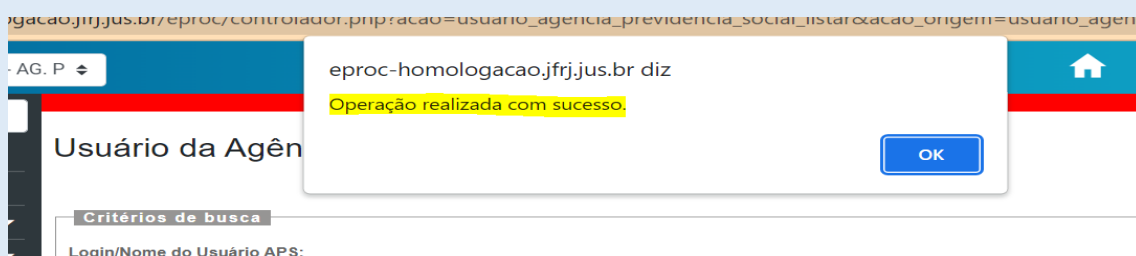 ogacao.jfrj.jus.br/eproc/controlador.php?acao=usuario_agencia_previdencia_social_listar&acao_origem=usuario_agen
AG. P
eproc-homologacao.jfrj.jus.br diz
Operação realizada com sucesso.
OK
Usuário da Agên
Critérios de busca
Login/Nome do Usuário APS: